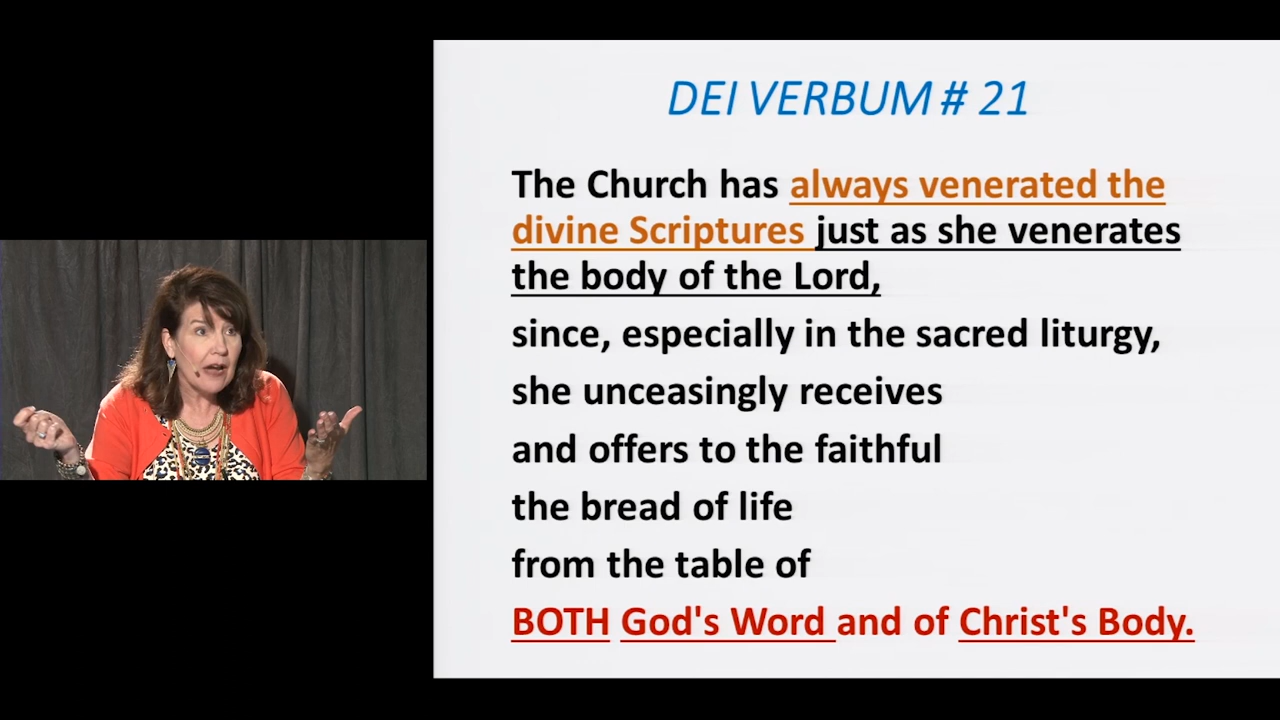 DEI VERBUM # 21
The Church has always venerated the
divine Scriptures just as she venerates
the body of the Lord,
since, especially in the sacred liturgy,
she unceasingly receives
and offers to the faithful
the bread of life
from the table of
BOTH God's Word and of Christ's Body.